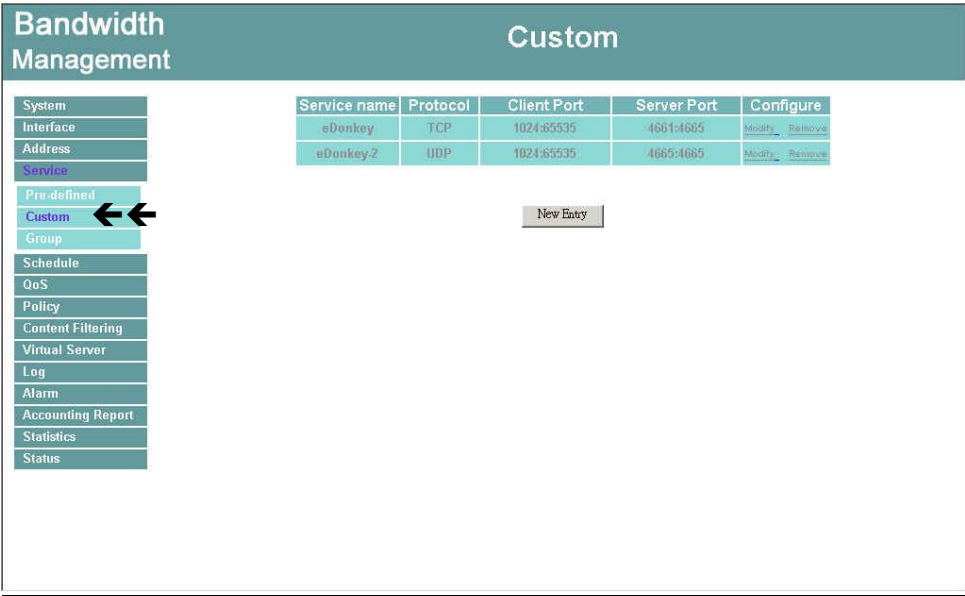 Bandwidth
Management
Custom
System
Interface
Address
Service
Pre-defined
Custom
Group
Schedule
QoS
Policy
Content Filtering
Virtual Server
Log
Alarm
Accounting Report
Statistics
Status
Service name Protocol Client Port Server Port Configure
eDonkey TCP 1024:65535 4661:4665 Modify Remove
eDonkey-2 UDP 1024:65535 4665:4665 Modify Remove
New Entry